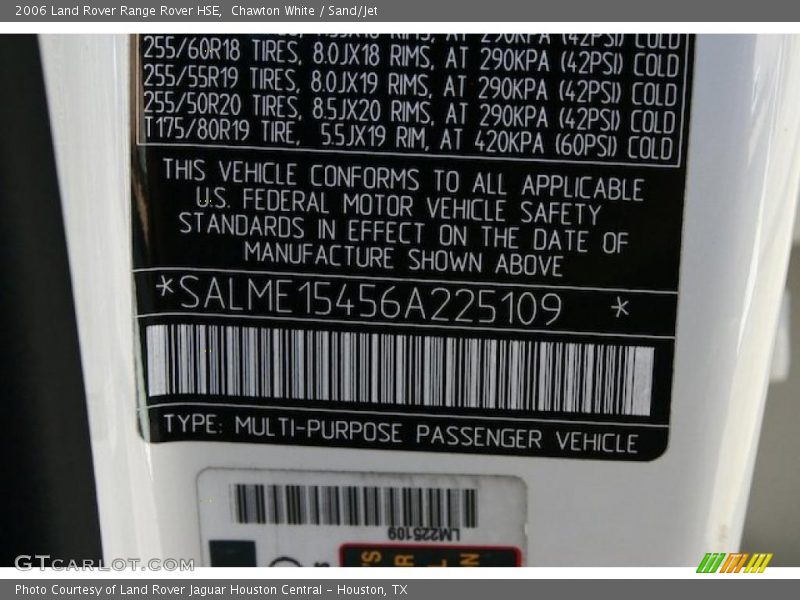 2006 Land Rover Range Rover HSE,  Chawton White / Sand/Jet
255/60R18 TIRES, 8.0JX18 RIMS, AT 290KPA (42PSI) COLD
255/55R19 TIRES, 8.0JX19 RIMS, AT 290KPA (42PSI) COLD
255/50R20 TIRES, 8.5JX20 RIMS, AT 290KPA (42PSI) COLD
T175/80R19 TIRE, 5.5JX19 RIM, AT 420KPA (60PSI) COLD
THIS VEHICLE CONFORMS TO ALL APPLICABLE
U.S. FEDERAL MOTOR VEHICLE SAFETY
STANDARDS IN EFFECT ON THE DATE OF
MANUFACTURE SHOWN ABOVE
*SALME15456A225109 *
TYPE: MULTI-PURPOSE PASSENGER VEHICLE
LM225109
GTCARLOT.COM
Photo Courtesy of Land Rover Jaguar Houston Central - Houston, TX